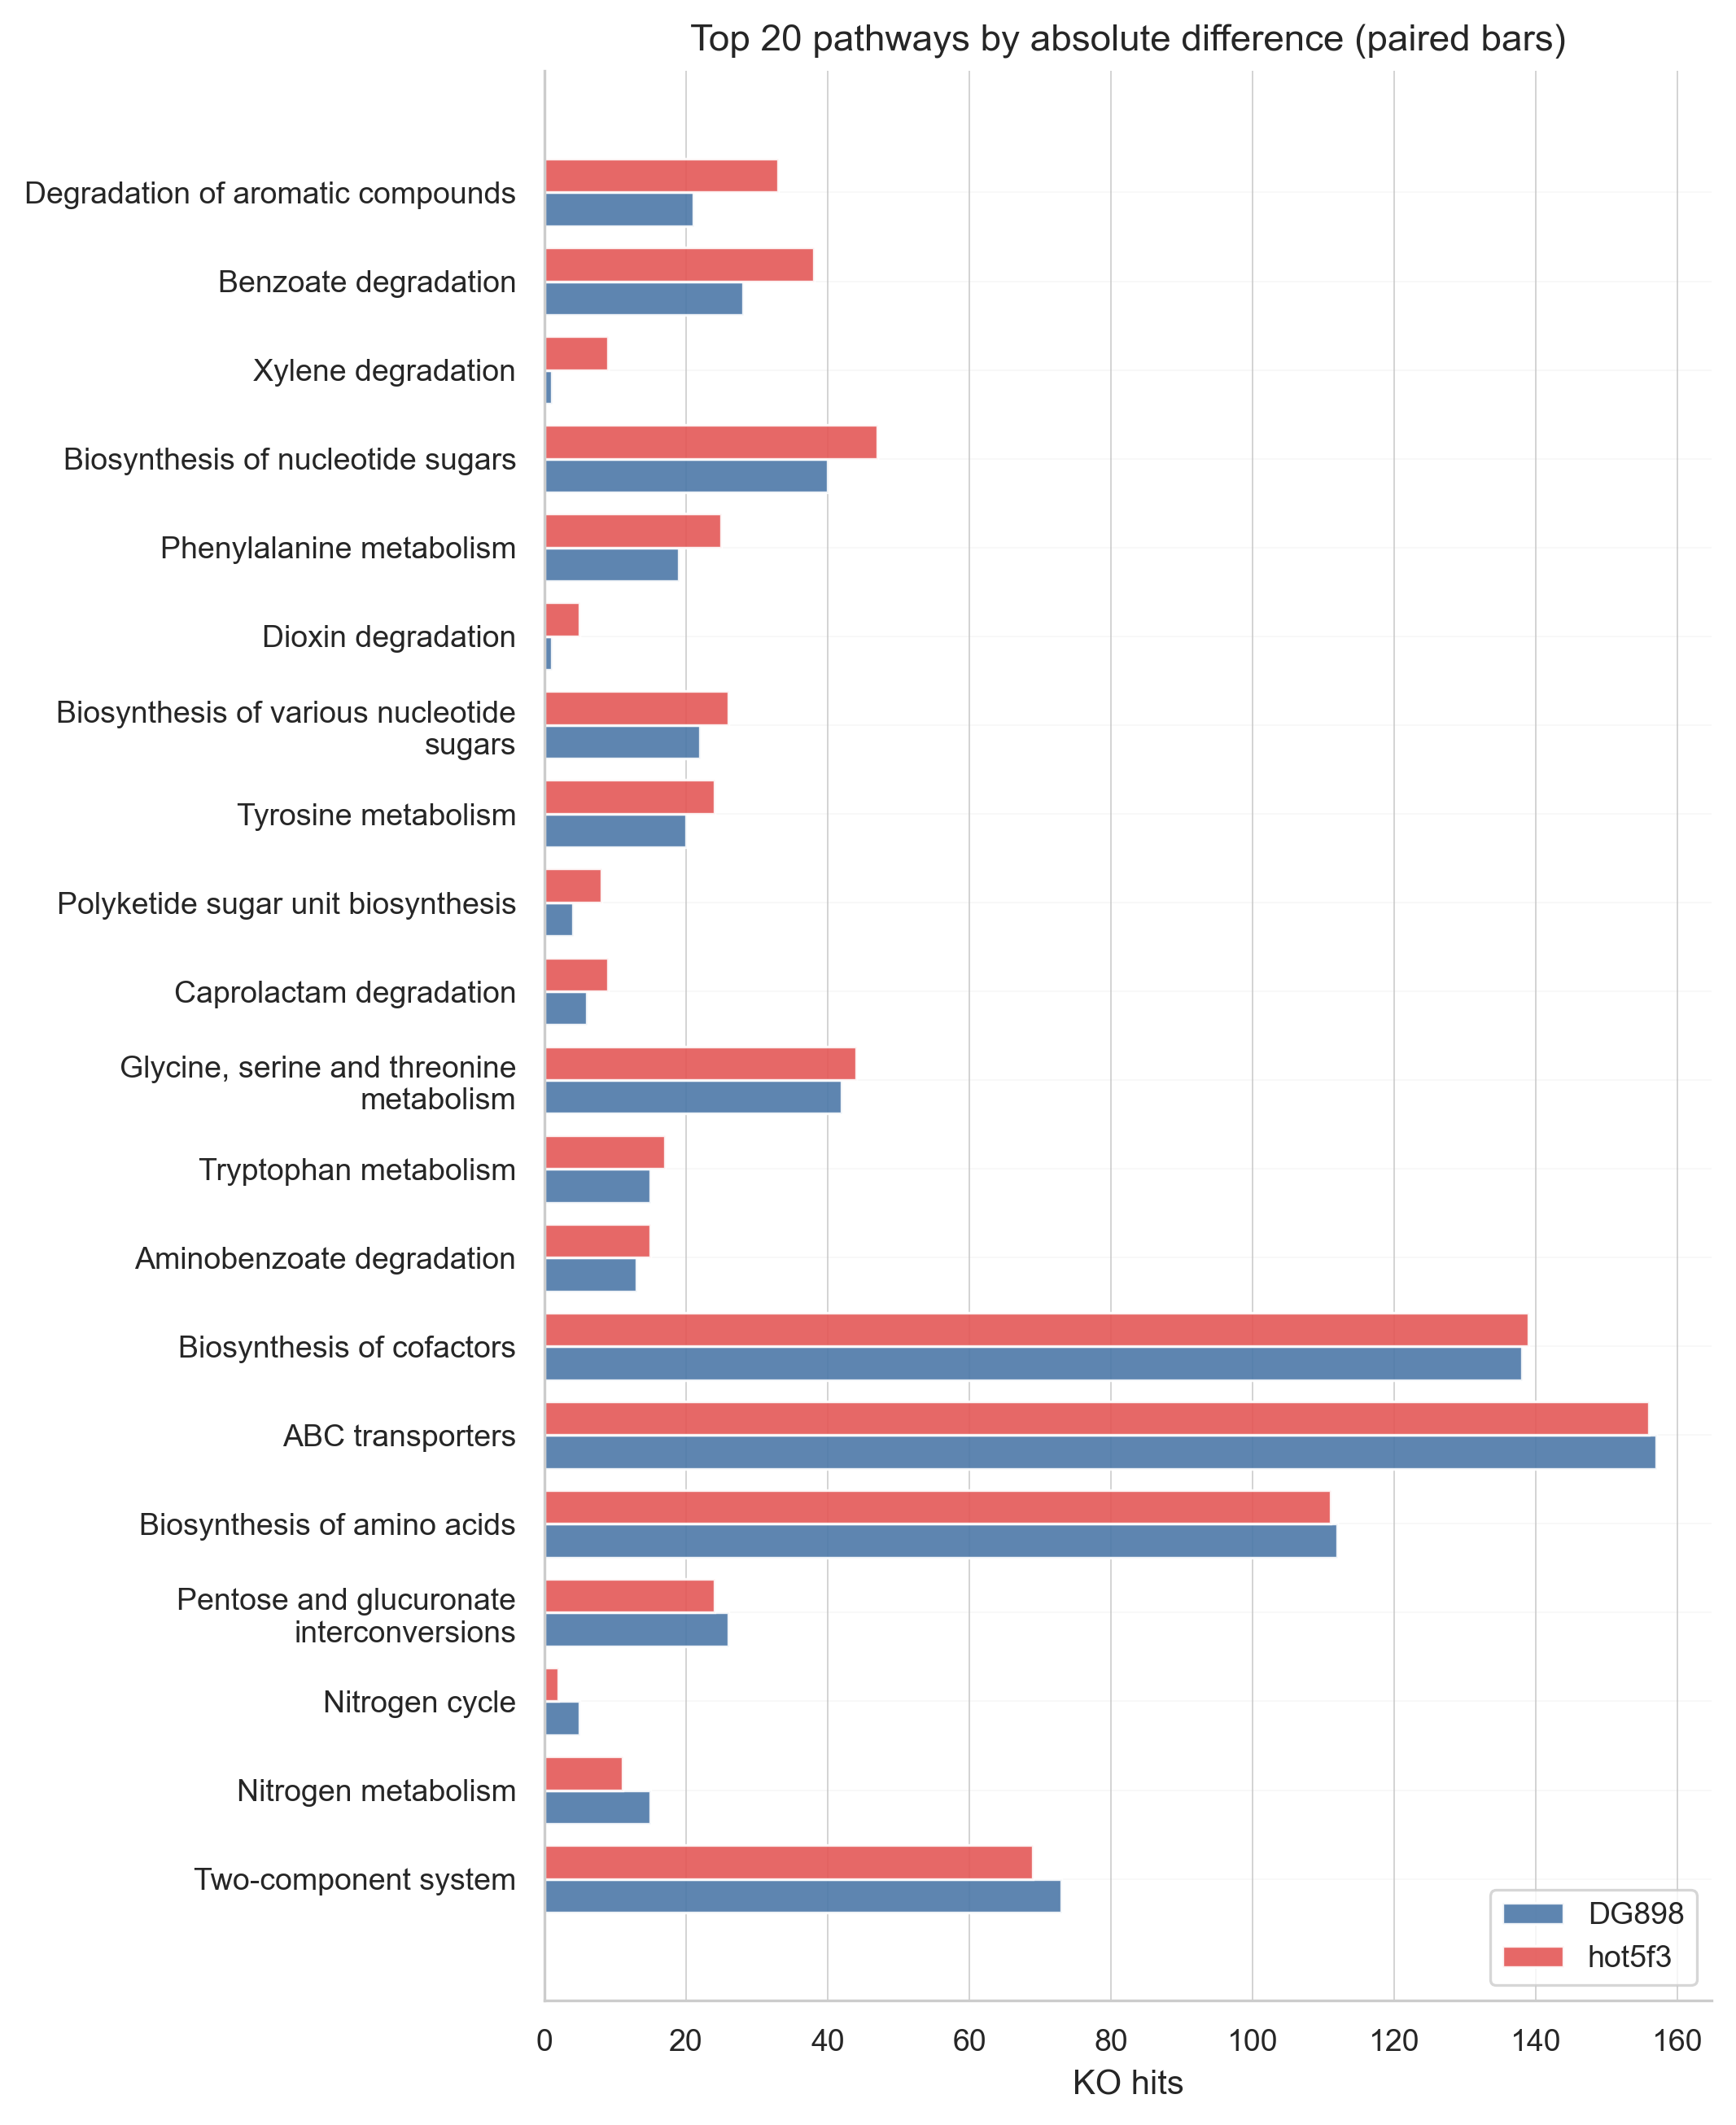 Top 20 pathways by absolute difference (paired bars)
Degradation of aromatic compounds
Benzoate degradation
Xylene degradation
Biosynthesis of nucleotide sugars
Phenylalanine metabolism
Dioxin degradation
Biosynthesis of various nucleotide
sugars
Tyrosine metabolism
Polyketide sugar unit biosynthesis
Caprolactam degradation
Glycine, serine and threonine
metabolism
Tryptophan metabolism
Aminobenzoate degradation
Biosynthesis of cofactors
ABC transporters
Biosynthesis of amino acids
Pentose and glucuronate
interconversions
Nitrogen cycle
Nitrogen metabolism
Two-component system
DG898
hot5f3
0 20 40 60 80 100 120 140 160
KO hits